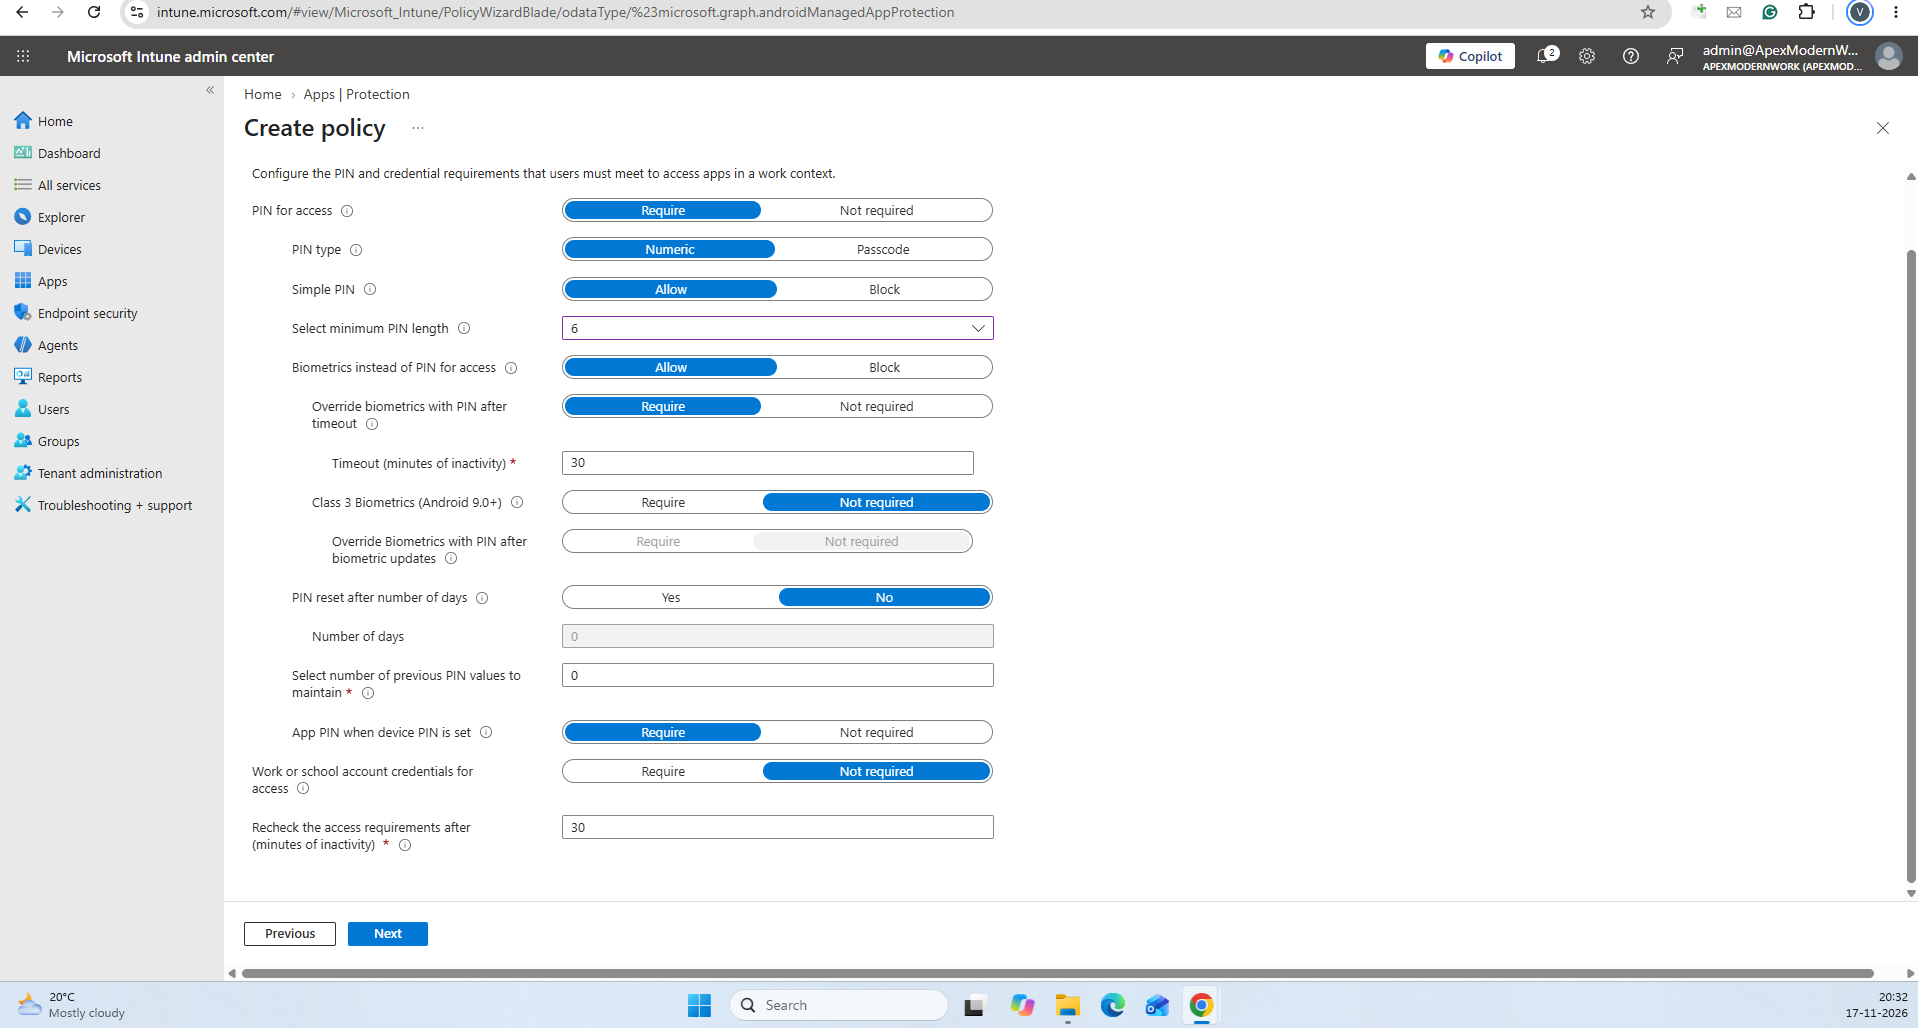 intune.microsoft.com/#view/Microsoft_Intune/PolicyWizardBlade/odataType/%23microsoft.graph.androidManagedAppProtection
V
Microsoft Intune admin center
Copilot
2
admin@ApexModernW...
APEXMODERNWORK (APEXMOD...
Home > Apps | Protection
Create policy ...
Home
Dashboard
All services
Explorer
Devices
Apps
Endpoint security
Agents
Reports
Users
Groups
Tenant administration
Troubleshooting + support
Configure the PIN and credential requirements that users must meet to access apps in a work context.
PIN for access Require Not required
PIN type Numeric Passcode
Simple PIN Allow Block
Select minimum PIN length 6
Biometrics instead of PIN for access Allow Block
Override biometrics with PIN after
timeout
Require Not required
Timeout (minutes of inactivity) * 30
Class 3 Biometrics (Android 9.0+) Require Not required
Override Biometrics with PIN after
biometric updates
Require Not required
PIN reset after number of days Yes No
Number of days 0
Select number of previous PIN values to
maintain *
0
App PIN when device PIN is set Require Not required
Work or school account credentials for
access
Require Not required
Recheck the access requirements after
(minutes of inactivity) *
30
Previous Next
20°C
Mostly cloudy
Search
20:32
17-11-2026